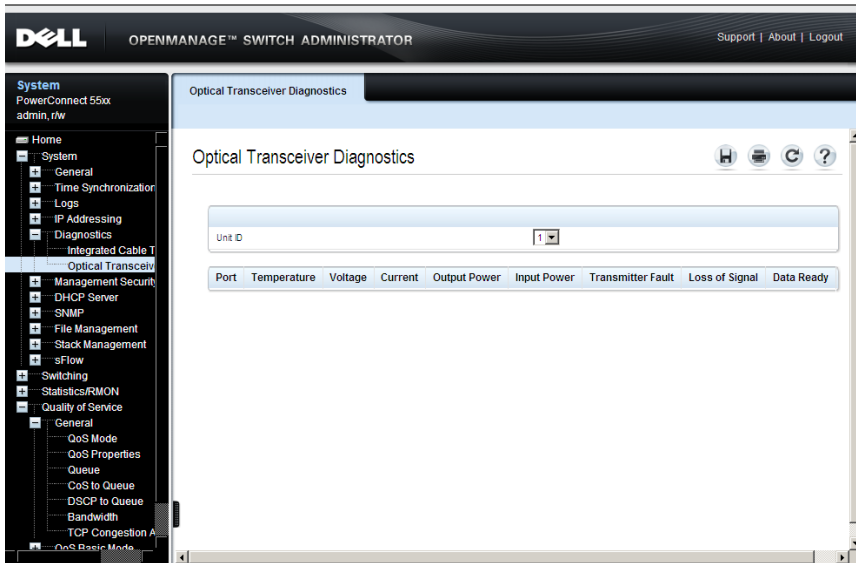 DELL
OPENMANAGE™ SWITCH ADMINISTRATOR
Support | About | Logout
System
PowerConnect 55xx
admin, r/w
Home
System
General
Time Synchronization
Logs
IP Addressing
Diagnostics
Integrated Cable T
Optical Transceiv
Management Securit
DHCP Server
SNMP
File Management
Stack Management
sFlow
Switching
Statistics/RMON
Quality of Service
General
QoS Mode
QoS Properties
Queue
CoS to Queue
DSCP to Queue
Bandwidth
TCP Congestion A
QoS Basic Mode
Optical Transceiver Diagnostics
Optical Transceiver Diagnostics
Unit ID 1
Port Temperature Voltage Current Output Power Input Power Transmitter Fault Loss of Signal Data Ready